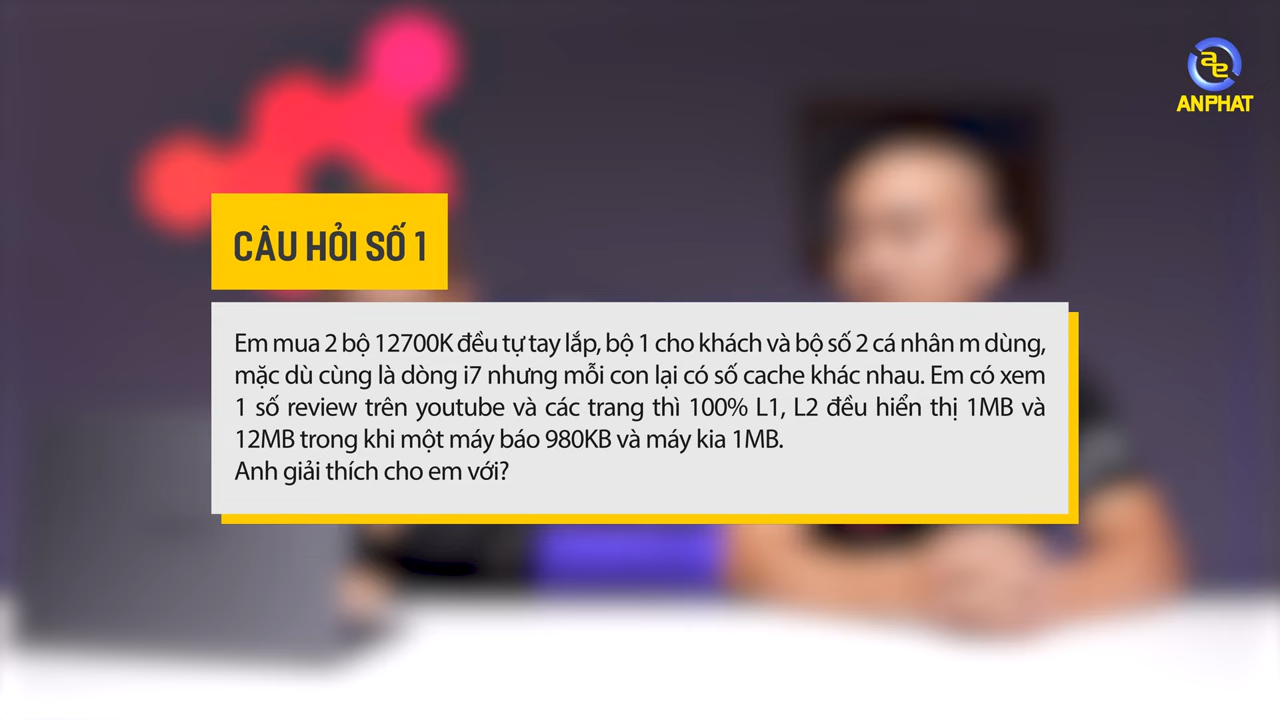 ae
ANPHAT
CÂU HỎI SỐ 1
Em mua 2 bộ 12700K đều tự tay lắp, bộ 1 cho khách và bộ số 2 cá nhân m dùng,
mặc dù cùng là dòng i7 nhưng mỗi con lại có số cache khác nhau. Em có xem
1 số review trên youtube và các trang thì 100% L1, L2 đều hiển thị 1MB và
12MB trong khi một máy báo 980KB và máy kia 1MB.
Anh giải thích cho em với?